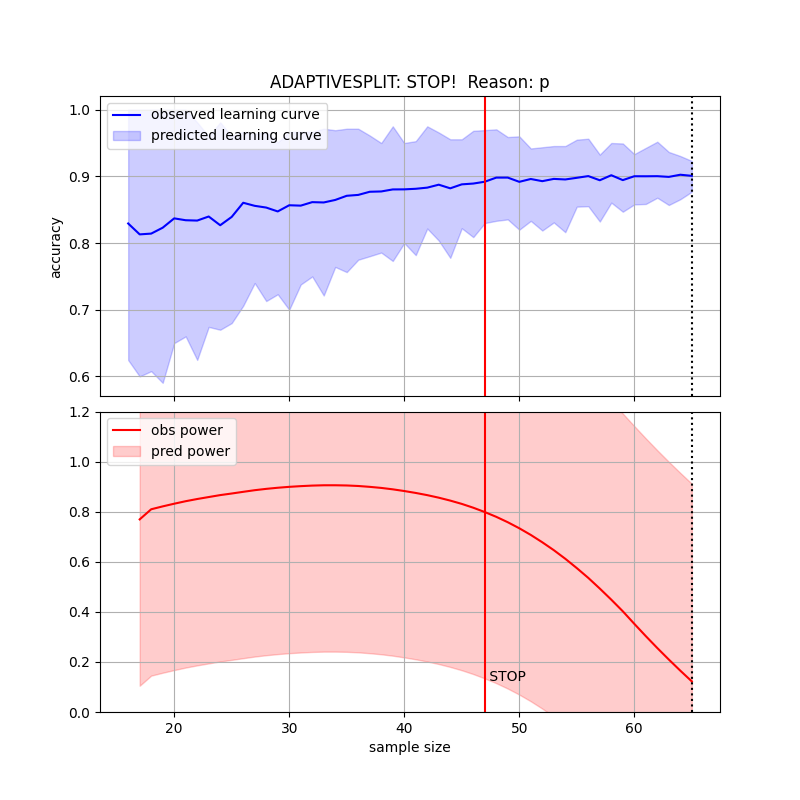 ADAPTIVESPLIT: STOP!  Reason: p
1.0
0.9
0.8
0.7
0.6
accuracy
observed learning curve
predicted learning curve
1.2
1.0
0.8
0.6
0.4
0.2
0.0
obs power
pred power
STOP
20 30 40 50 60
sample size